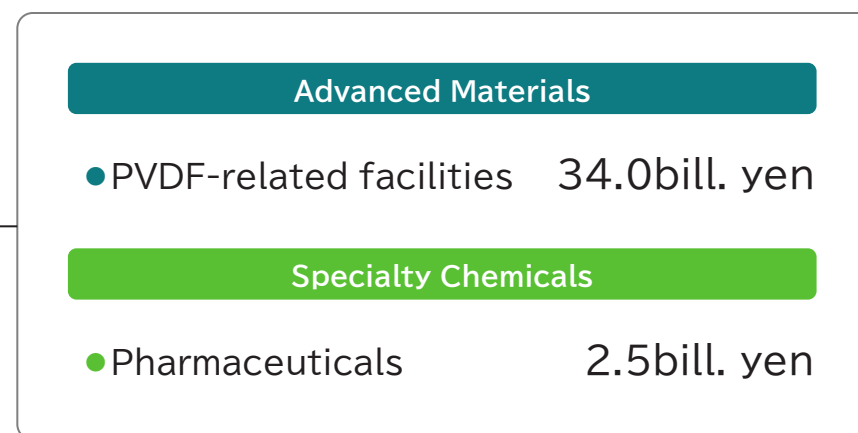 Advanced Materials
●PVDF-related facilities 34.0bill. yen
Specialty Chemicals
●Pharmaceuticals 2.5bill. yen